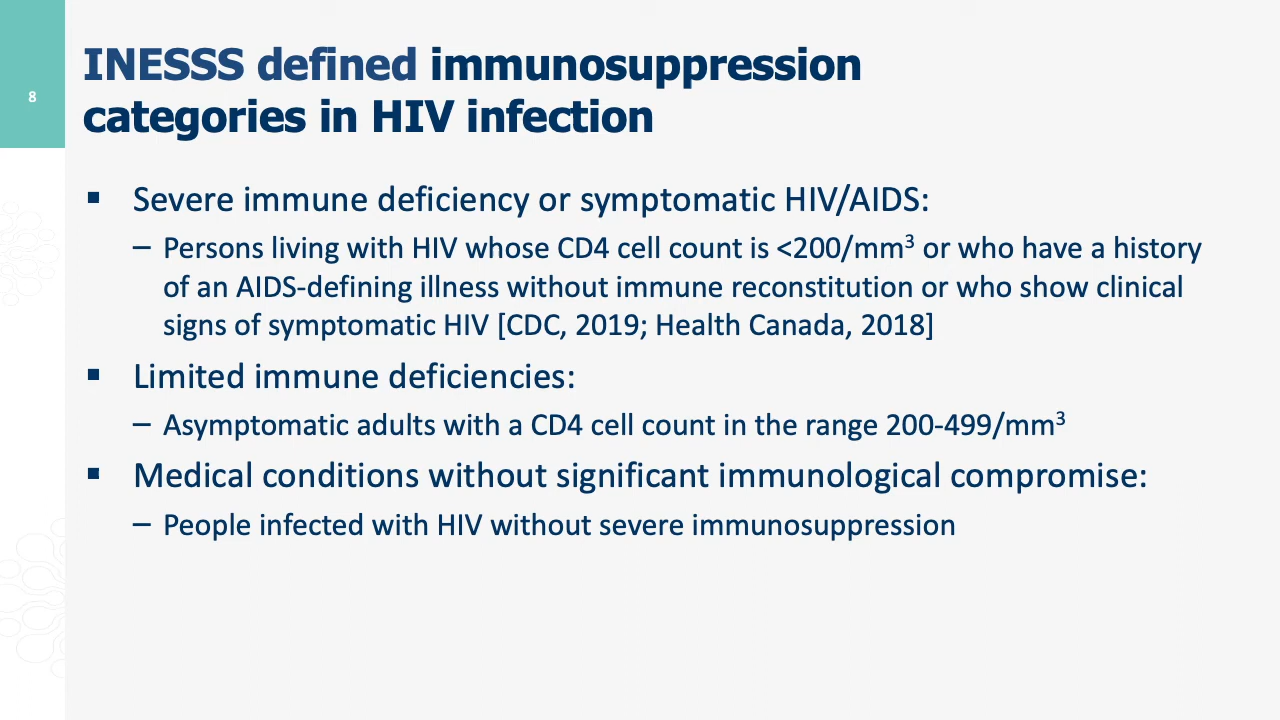 8
INESSS defined immunosuppression
categories in HIV infection
▪ Severe immune deficiency or symptomatic HIV/AIDS:
– Persons living with HIV whose CD4 cell count is <200/mm³ or who have a history
of an AIDS-defining illness without immune reconstitution or who show clinical
signs of symptomatic HIV [CDC, 2019; Health Canada, 2018]
▪ Limited immune deficiencies:
– Asymptomatic adults with a CD4 cell count in the range 200-499/mm³
▪ Medical conditions without significant immunological compromise:
– People infected with HIV without severe immunosuppression